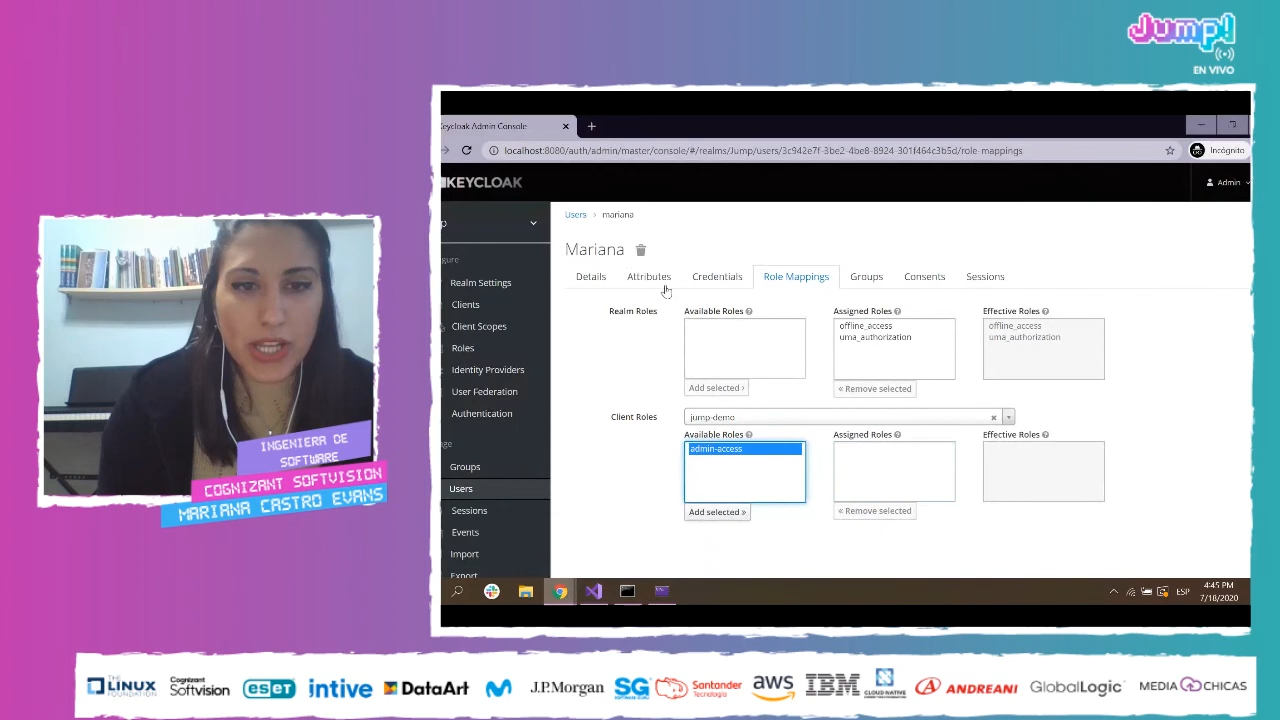 Jump!
EN VIVO
Keycloak Admin Console
localhost:8080/auth/admin/master/console/#/realms/Jump/users/3c942e7f-3be2-4be8-8924-301f464c3b5d/role-mappings
Incógnito
KEYCLOAK
Admin
p
Users > mariana
Mariana
Details Attributes Credentials Role Mappings Groups Consents Sessions
gure
Realm Settings
Clients
Client Scopes
Roles
Identity Providers
User Federation
Authentication
ge
Groups
Users
Sessions
Events
Import
Export
Realm Roles
Available Roles
Add selected ›
Assigned Roles
offline_access
uma_authorization
« Remove selected
Effective Roles
offline_access
uma_authorization
Client Roles
jump-demo
Available Roles
admin-access
Add selected »
Assigned Roles
« Remove selected
Effective Roles
ESP
4:45 PM
7/18/2020
INGENIERA DE
SOFTWARE
COGNIZANT SOFTVISION
MARIANA CASTRO EVANS
THE LINUX FOUNDATION
Cognizant Softvision
eset
intive
DataArt
J.P.Morgan
SG SOFTWARE GURU
Santander Tecnología
aws
IBM
CLOUD NATIVE
ANDREANI
GlobalLogic
MEDIA CHICAS